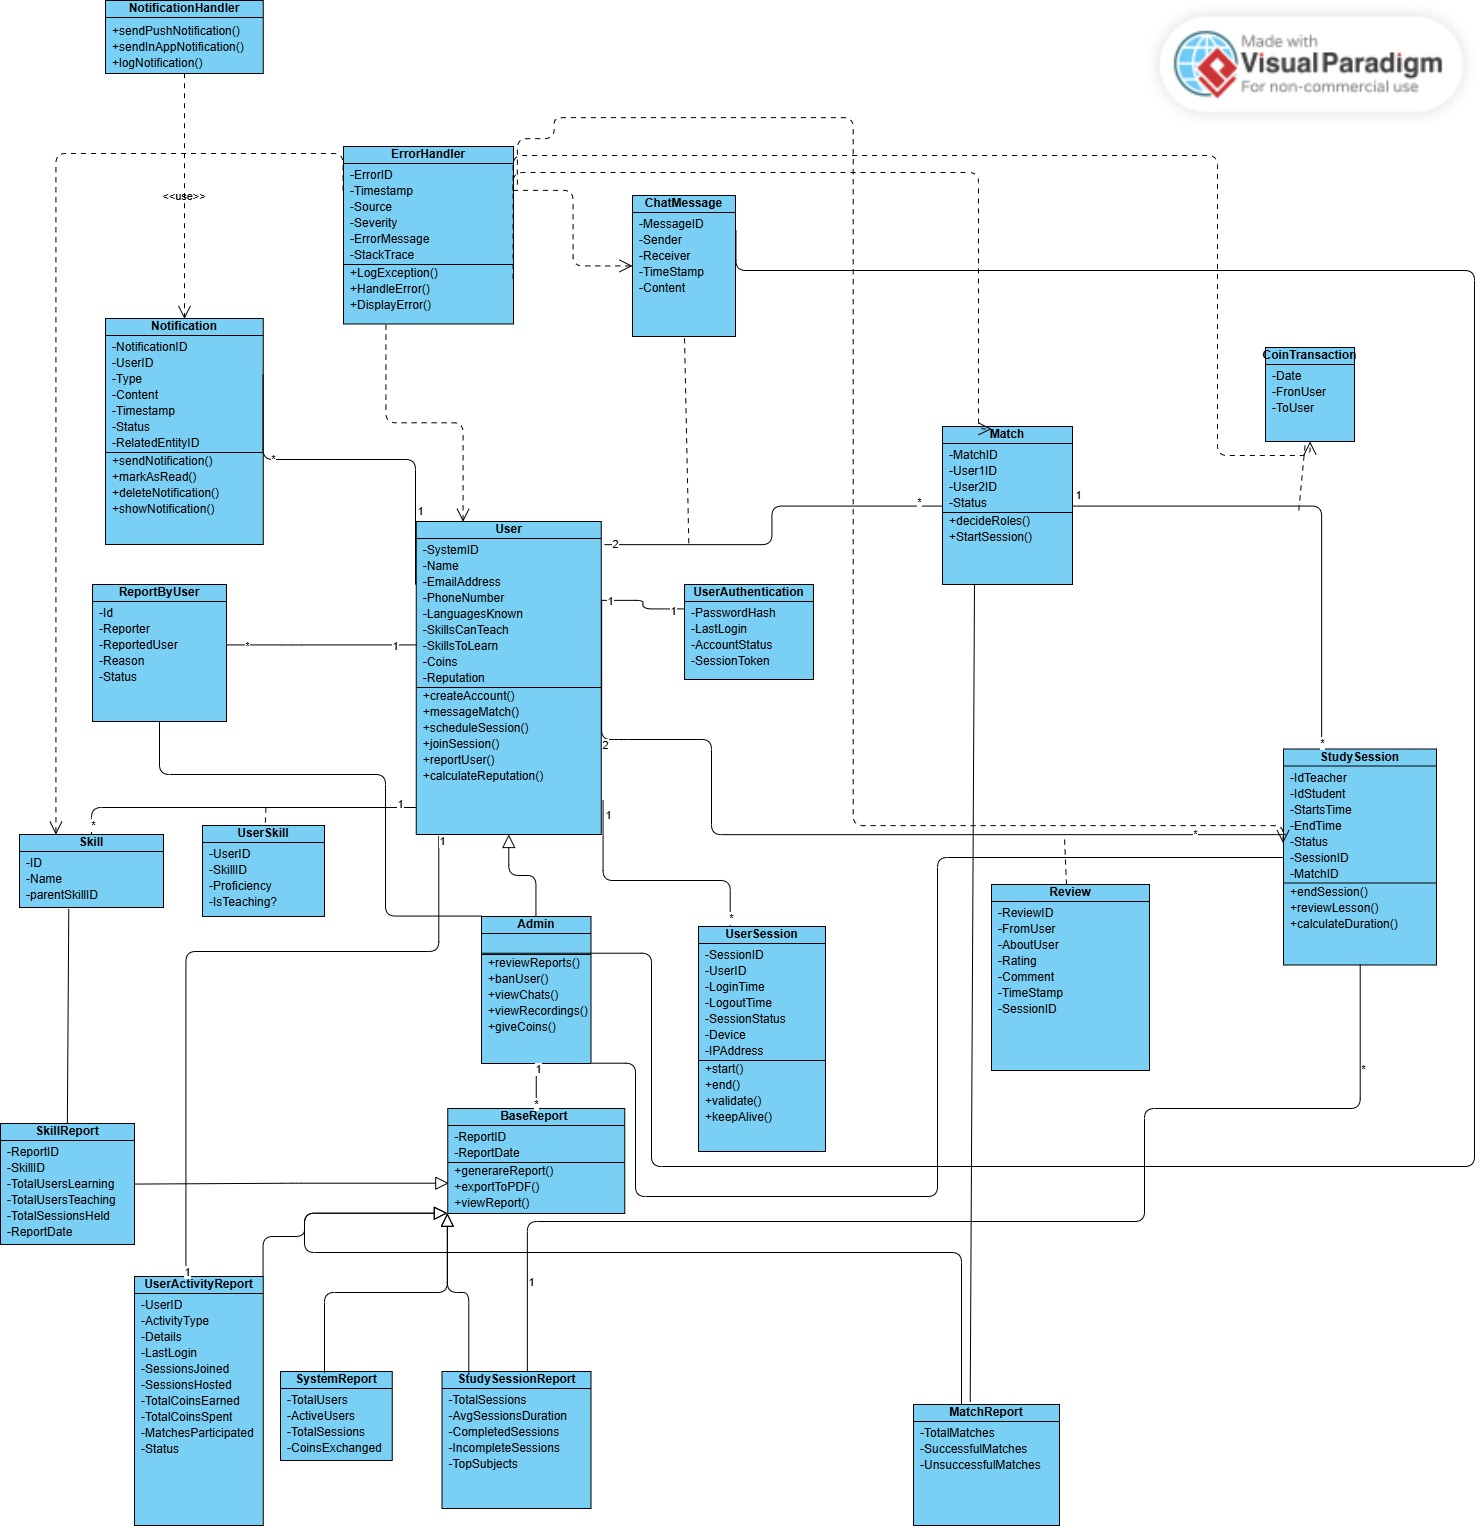 NotificationHandler
+sendPushNotification()
+sendInAppNotification()
+logNotification()
Made with
Visual Paradigm
For non-commercial use
<<use>>
ErrorHandler
-ErrorID
-Timestamp
-Source
-Severity
-ErrorMessage
-StackTrace
+LogException()
+HandleError()
+DisplayError()
ChatMessage
-MessageID
-Sender
-Receiver
-TimeStamp
-Content
Notification
-NotificationID
-UserID
-Type
-Content
-Timestamp
-Status
-RelatedEntityID
+sendNotification()
+markAsRead()
+deleteNotification()
+showNotification()
*
1
CoinTransaction
-Date
-FronUser
-ToUser
Match
-MatchID
-User1ID
-User2ID
-Status
+decideRoles()
+StartSession()
*
2
1
*
User
-SystemID
-Name
-EmailAddress
-PhoneNumber
-LanguagesKnown
-SkillsCanTeach
-SkillsToLearn
-Coins
-Reputation
+createAccount()
+messageMatch()
+scheduleSession()
+joinSession()
+reportUser()
+calculateReputation()
ReportByUser
-Id
-Reporter
-ReportedUser
-Reason
-Status
*
1
1
1
UserAuthentication
-PasswordHash
-LastLogin
-AccountStatus
-SessionToken
2
*
StudySession
-IdTeacher
-IdStudent
-StartsTime
-EndTime
-Status
-SessionID
-MatchID
+endSession()
+reviewLesson()
+calculateDuration()
1
*
Skill
-ID
-Name
-parentSkillID
UserSkill
-UserID
-SkillID
-Proficiency
-IsTeaching?
1
1
*
Admin
+reviewReports()
+banUser()
+viewChats()
+viewRecordings()
+giveCoins()
UserSession
-SessionID
-UserID
-LoginTime
-LogoutTime
-SessionStatus
-Device
-IPAddress
+start()
+end()
+validate()
+keepAlive()
Review
-ReviewID
-FromUser
-AboutUser
-Rating
-Comment
-TimeStamp
-SessionID
1
*
*
BaseReport
-ReportID
-ReportDate
+generareReport()
+exportToPDF()
+viewReport()
SkillReport
-ReportID
-SkillID
-TotalUsersLearning
-TotalUsersTeaching
-TotalSessionsHeld
-ReportDate
1
1
UserActivityReport
-UserID
-ActivityType
-Details
-LastLogin
-SessionsJoined
-SessionsHosted
-TotalCoinsEarned
-TotalCoinsSpent
-MatchesParticipated
-Status
SystemReport
-TotalUsers
-ActiveUsers
-TotalSessions
-CoinsExchanged
StudySessionReport
-TotalSessions
-AvgSessionsDuration
-CompletedSessions
-IncompleteSessions
-TopSubjects
MatchReport
-TotalMatches
-SuccessfulMatches
-UnsuccessfulMatches